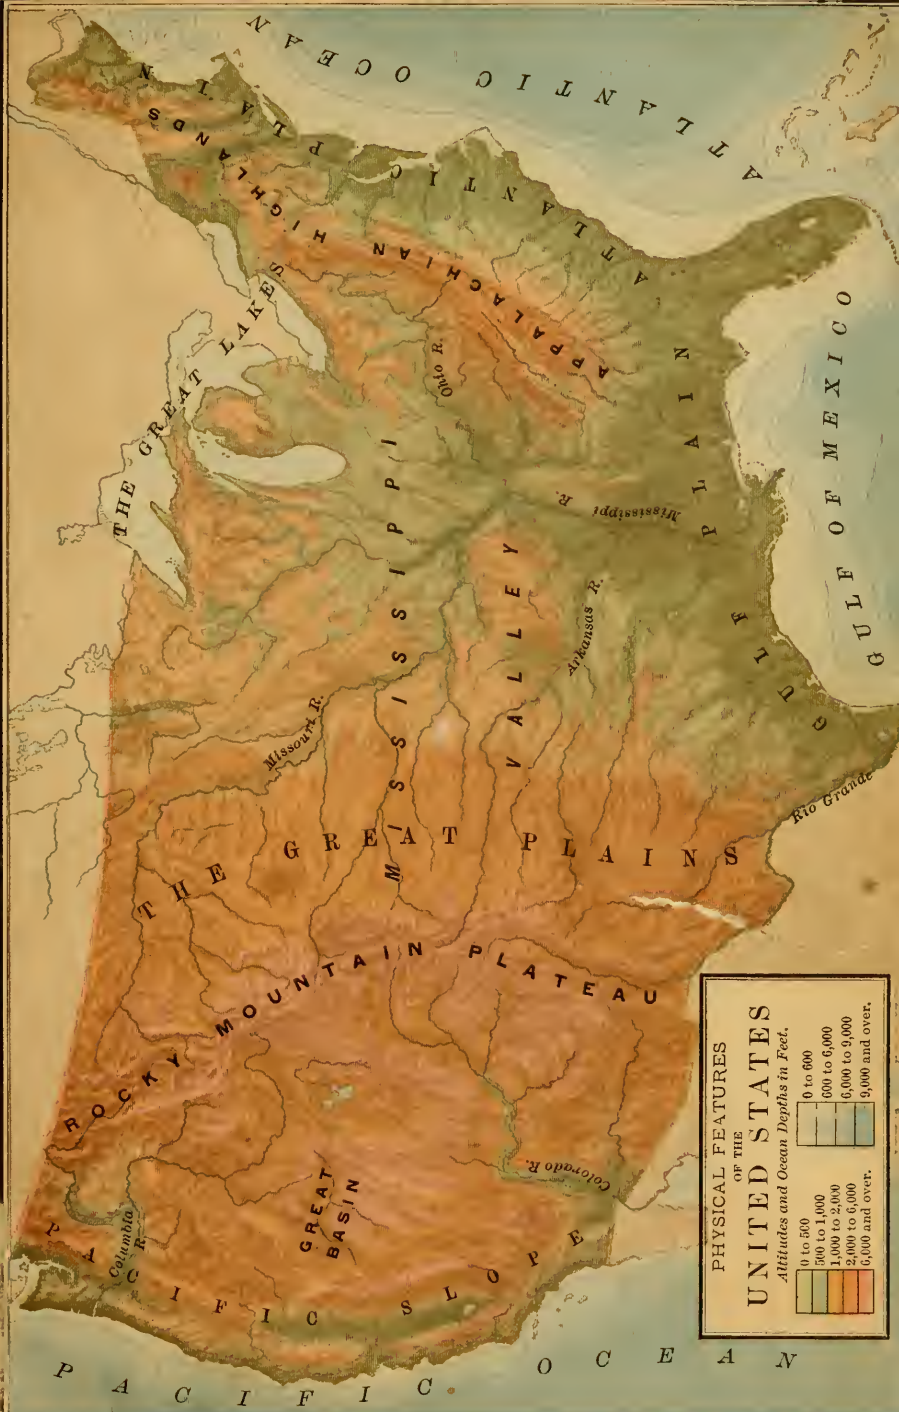 PHYSICAL FEATURES
OF THE
UNITED STATES
Altitudes and Ocean Depths in Feet.
0 to 500
500 to 1,000
1,000 to 2,000
2,000 to 6,000
6,000 and over.
0 to 600
600 to 6,000
6,000 to 9,000
9,000 and over.
PACIFIC OCEAN
PACIFIC SLOPE
Columbia R.
GREAT BASIN
Colorado R.
ROCKY MOUNTAIN PLATEAU
THE GREAT PLAINS
Missouri R.
MISSISSIPPI VALLEY
Arkansas R.
Rio Grande
Mississippi R.
Ohio R.
THE GREAT LAKES
APPALACHIAN HIGHLANDS
ATLANTIC PLAIN
GULF PLAIN
GULF OF MEXICO
ATLANTIC OCEAN